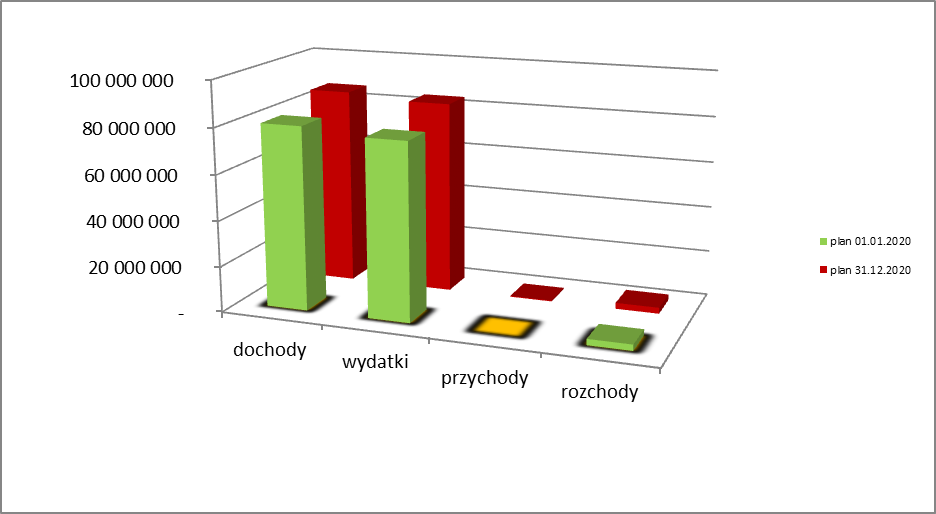 100 000 000
80 000 000
60 000 000
40 000 000
20 000 000
-
dochody
wydatki
przychody
rozchody
plan 01.01.2020
plan 31.12.2020